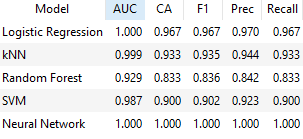 Model AUC CA F1 Prec Recall
Logistic Regression 1.000 0.967 0.967 0.970 0.967
kNN 0.999 0.933 0.935 0.944 0.933
Random Forest 0.929 0.833 0.836 0.842 0.833
SVM 0.987 0.900 0.902 0.923 0.900
Neural Network 1.000 1.000 1.000 1.000 1.000